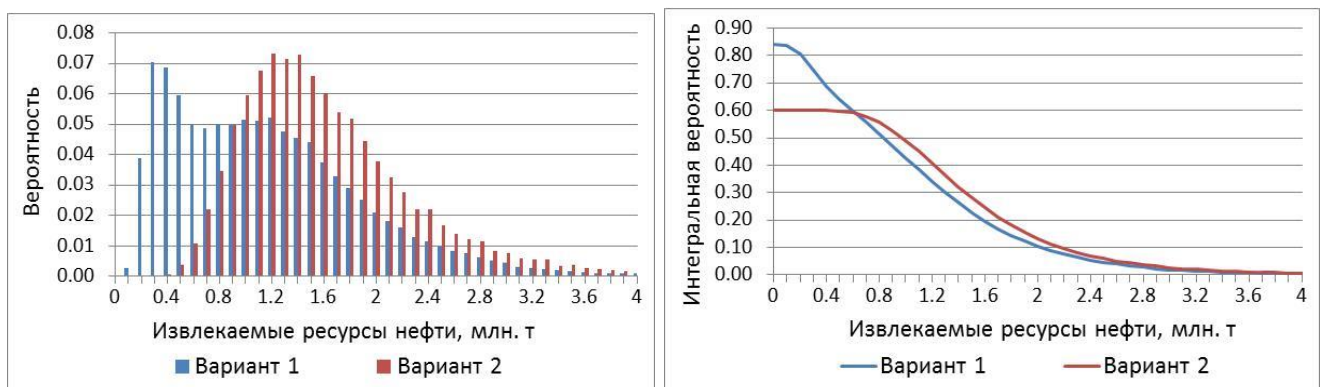 Вероятность
0.08
0.07
0.06
0.05
0.04
0.03
0.02
0.01
0.00
0 0.4 0.8 1.2 1.6 2 2.4 2.8 3.2 3.6 4
Извлекаемые ресурсы нефти, млн. т
Вариант 1 Вариант 2
Интегральная вероятность
0.90
0.80
0.70
0.60
0.50
0.40
0.30
0.20
0.10
0.00
0 0.4 0.8 1.2 1.6 2 2.4 2.8 3.2 3.6 4
Извлекаемые ресурсы нефти, млн. т
Вариант 1 Вариант 2